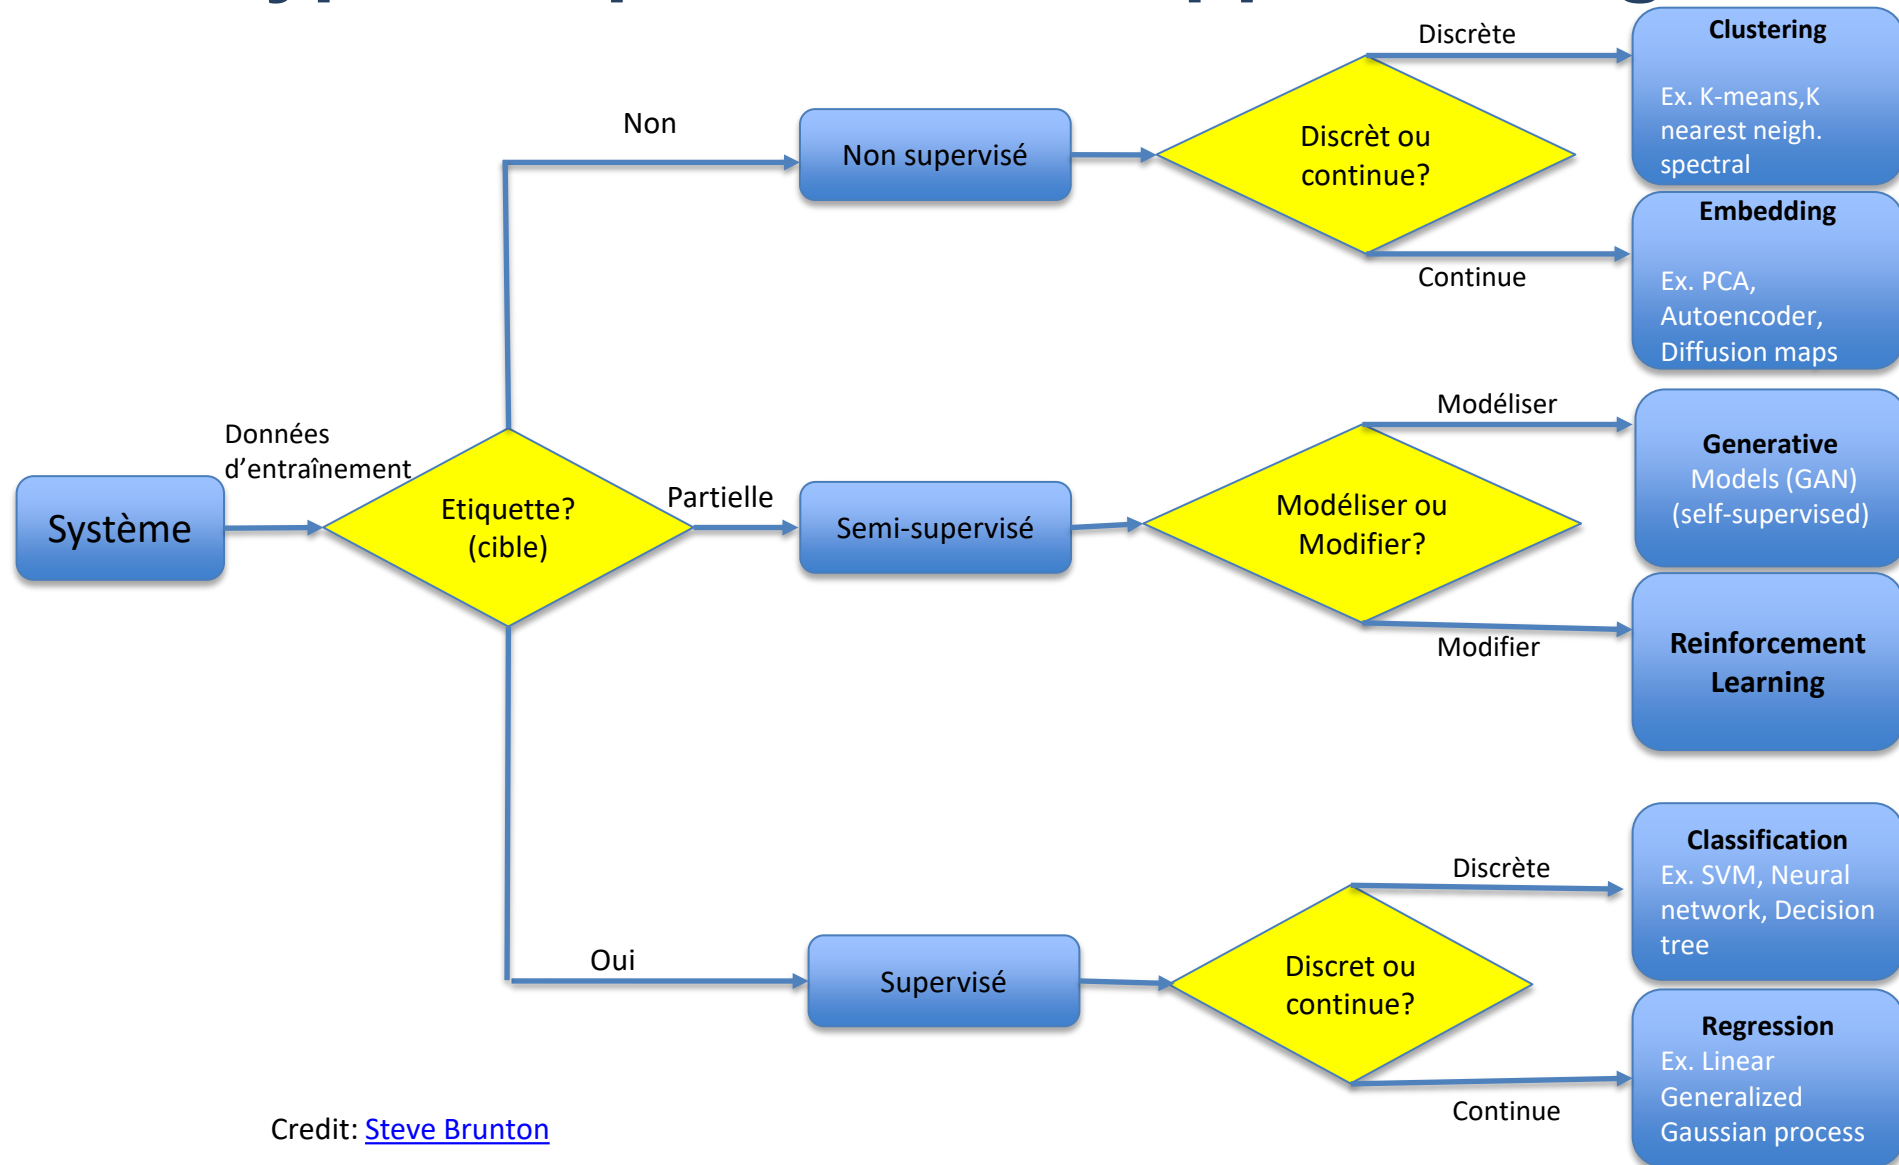 Discrète
Clustering
Ex. K-means,K
nearest neigh.
spectral
Non
Non supervisé
Discrèt ou
continue?
Continue
Embedding
Ex. PCA,
Autoencoder,
Diffusion maps
Modéliser
Generative
Models (GAN)
(self-supervised)
Données
d’entraînement
Système
Etiquette?
(cible)
Partielle
Semi-supervisé
Modéliser ou
Modifier?
Modifier
Reinforcement
Learning
Discrète
Classification
Ex. SVM, Neural
network, Decision
tree
Oui
Supervisé
Discret ou
continue?
Continue
Regression
Ex. Linear
Generalized
Gaussian process
Credit: Steve Brunton